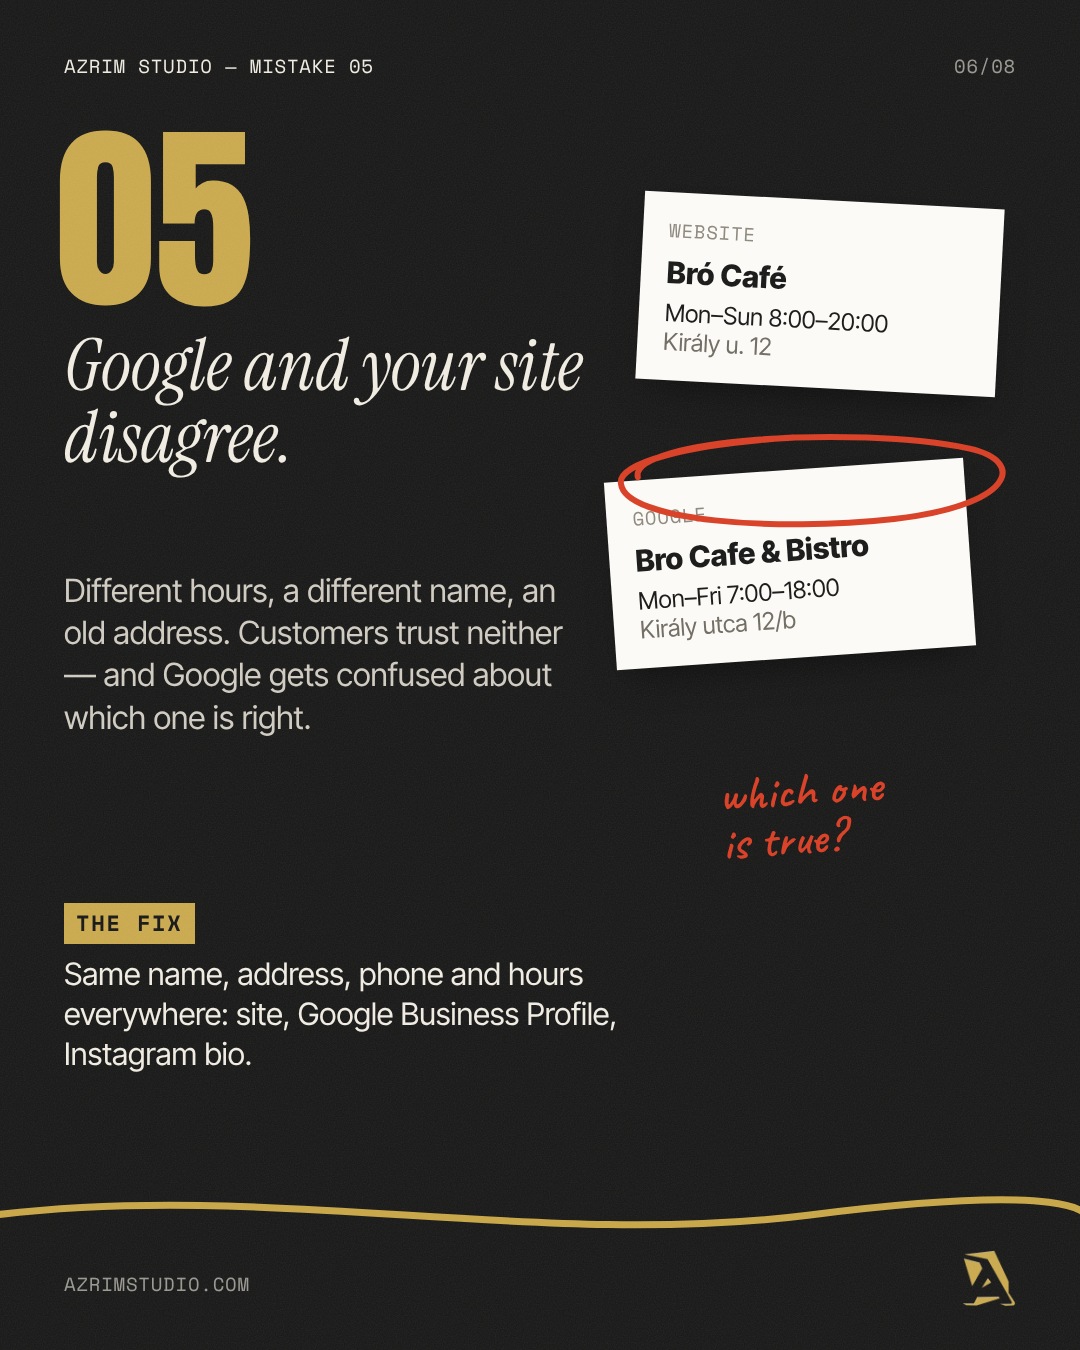 AZRIM STUDIO — MISTAKE 05
06/08
05
Google and your site
disagree.
WEBSITE
Bró Café
Mon–Sun 8:00–20:00
Király u. 12
GOOGLE
Bro Cafe & Bistro
Mon–Fri 7:00–18:00
Király utca 12/b
Different hours, a different name, an
old address. Customers trust neither
— and Google gets confused about
which one is right.
which one
is true?
THE FIX
Same name, address, phone and hours
everywhere: site, Google Business Profile,
Instagram bio.
AZRIMSTUDIO.COM